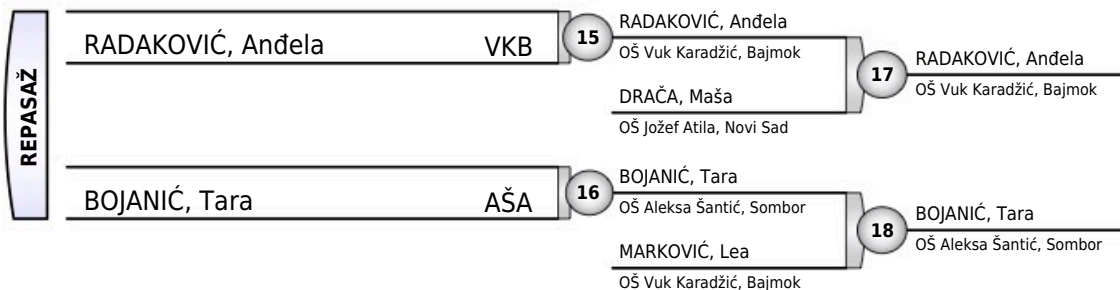 REPASAŽ
RADAKOVIĆ, Anđela VKB
15
RADAKOVIĆ, Anđela
OŠ Vuk Karadžić, Bajmok
DRAČA, Maša
OŠ Jožef Atila, Novi Sad
17
RADAKOVIĆ, Anđela
OŠ Vuk Karadžić, Bajmok
BOJANIĆ, Tara AŠA
16
BOJANIĆ, Tara
OŠ Aleksa Šantić, Sombor
MARKOVIĆ, Lea
OŠ Vuk Karadžić, Bajmok
18
BOJANIĆ, Tara
OŠ Aleksa Šantić, Sombor